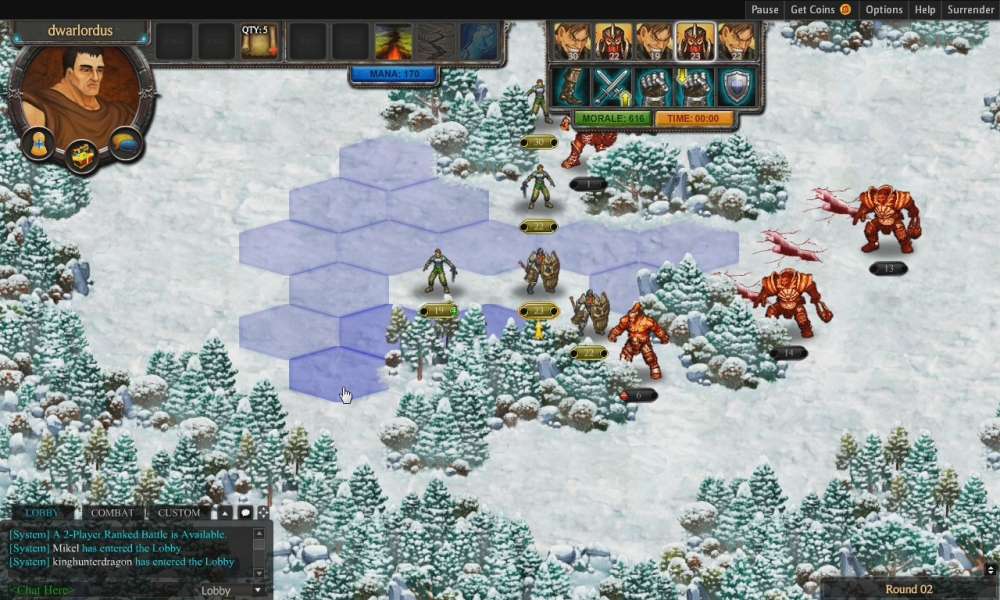 Pause Get Coins Options Help Surrender
dwarlordus
QTY: 5
30 22 19 23 22
MANA: 170
MORALE: 616 TIME: 00:00
30
22
13
19 23
22
14
6
LOBBY COMBAT CUSTOM
[System] A 2-Player Ranked Battle is Available.
[System] Mikel has entered the Lobby
[System] kinghunterdragon has entered the Lobby
<Chat Here> Lobby
Round 02